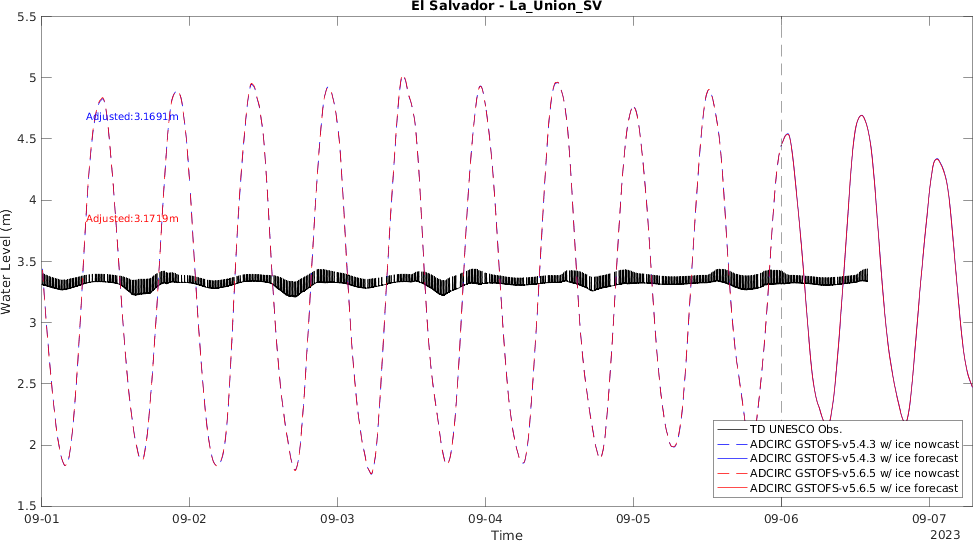 El Salvador - La_Union_SV
5.5
5
4.5
4
3.5
3
2.5
2
1.5
Water Level (m)
Adjusted:3.1691m
Adjusted:3.1719m
TD UNESCO Obs.
ADCIRC GSTOFS-v5.4.3 w/ ice nowcast
ADCIRC GSTOFS-v5.4.3 w/ ice forecast
ADCIRC GSTOFS-v5.6.5 w/ ice nowcast
ADCIRC GSTOFS-v5.6.5 w/ ice forecast
09-01 09-02 09-03 09-04 09-05 09-06 09-07
Time
2023